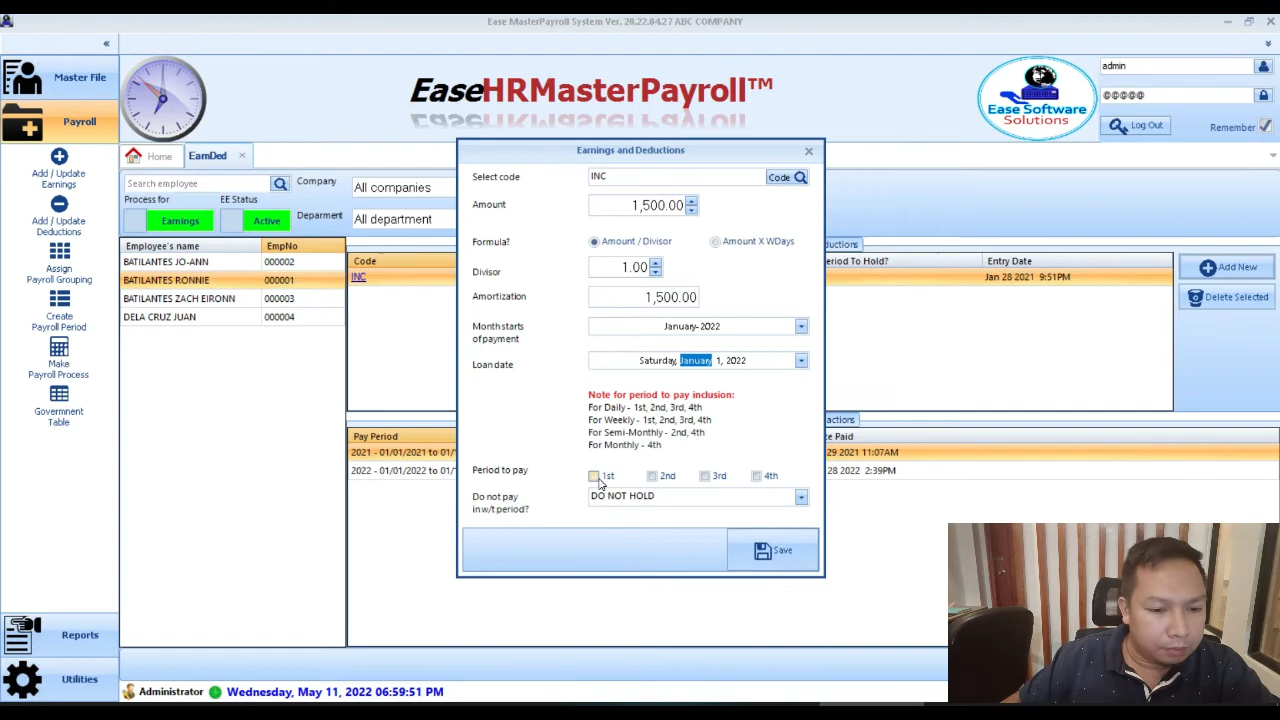 Ease MasterPayroll System Ver. 20.22.04.27 ABC COMPANY
Master File
Payroll
EaseHRMasterPayroll™
Ease Software
Solutions
admin
@@@@@
Log Out
Remember
Home
EarnDed
Add / Update
Earnings
Add / Update
Deductions
Assign
Payroll Grouping
Create
Payroll Period
Make
Payroll Process
Governmnt
Table
Search employee
Company
All companies
Process for
EE Status
Earnings
Active
Deparment
All department
Employee's name
EmpNo
BATILANTES JO-ANN
000002
BATILANTES RONNIE
000001
BATILANTES ZACH EIRONN
000003
DELA CRUZ JUAN
000004
Code
INC
Pay Period
2021 - 01/01/2021 to 01/
2022 - 01/01/2022 to 01/
Earnings and Deductions
Select code
INC
Code
Amount
1,500.00
Formula?
Amount / Divisor
Amount X WDays
Divisor
1.00
Amortization
1,500.00
Month starts
of payment
January-2022
Loan date
Saturday, January 1, 2022
Note for period to pay inclusion:
For Daily - 1st, 2nd, 3rd, 4th
For Weekly - 1st, 2nd, 3rd, 4th
For Semi-Monthly - 2nd, 4th
For Monthly - 4th
Period to pay
1st
2nd
3rd
4th
Do not pay
in w/t period?
DO NOT HOLD
Save
ductions
Period To Hold?
Entry Date
Jan 28 2021 9:51PM
Add New
Delete Selected
actions
te Paid
29 2021 11:07AM
28 2022 2:39PM
Reports
Utilities
Administrator
Wednesday, May 11, 2022 06:59:51 PM